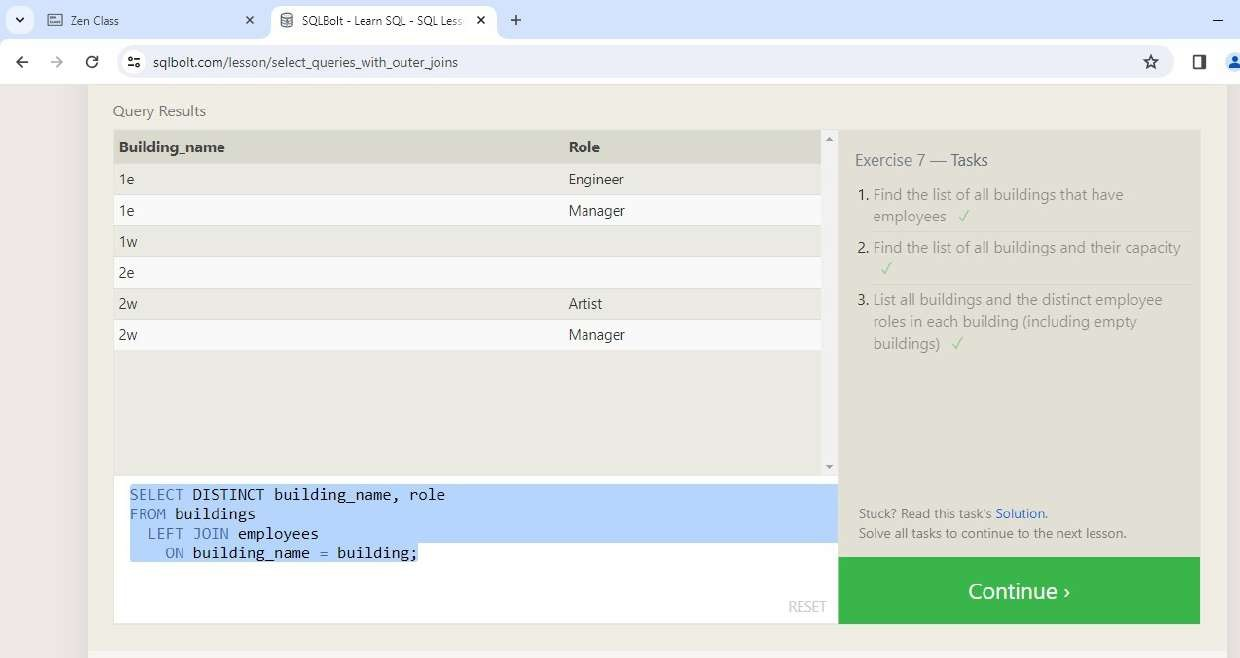 Zen Class
SQLBolt - Learn SQL - SQL Less
sqlbolt.com/lesson/select_queries_with_outer_joins
Query Results
Building_name Role
1e Engineer
1e Manager
1w
2e
2w Artist
2w Manager
SELECT DISTINCT building_name, role
FROM buildings
LEFT JOIN employees
ON building_name = building;
RESET
Exercise 7 — Tasks
1. Find the list of all buildings that have
employees ✓
2. Find the list of all buildings and their capacity
✓
3. List all buildings and the distinct employee
roles in each building (including empty
buildings) ✓
Stuck? Read this task's Solution.
Solve all tasks to continue to the next lesson.
Continue ›